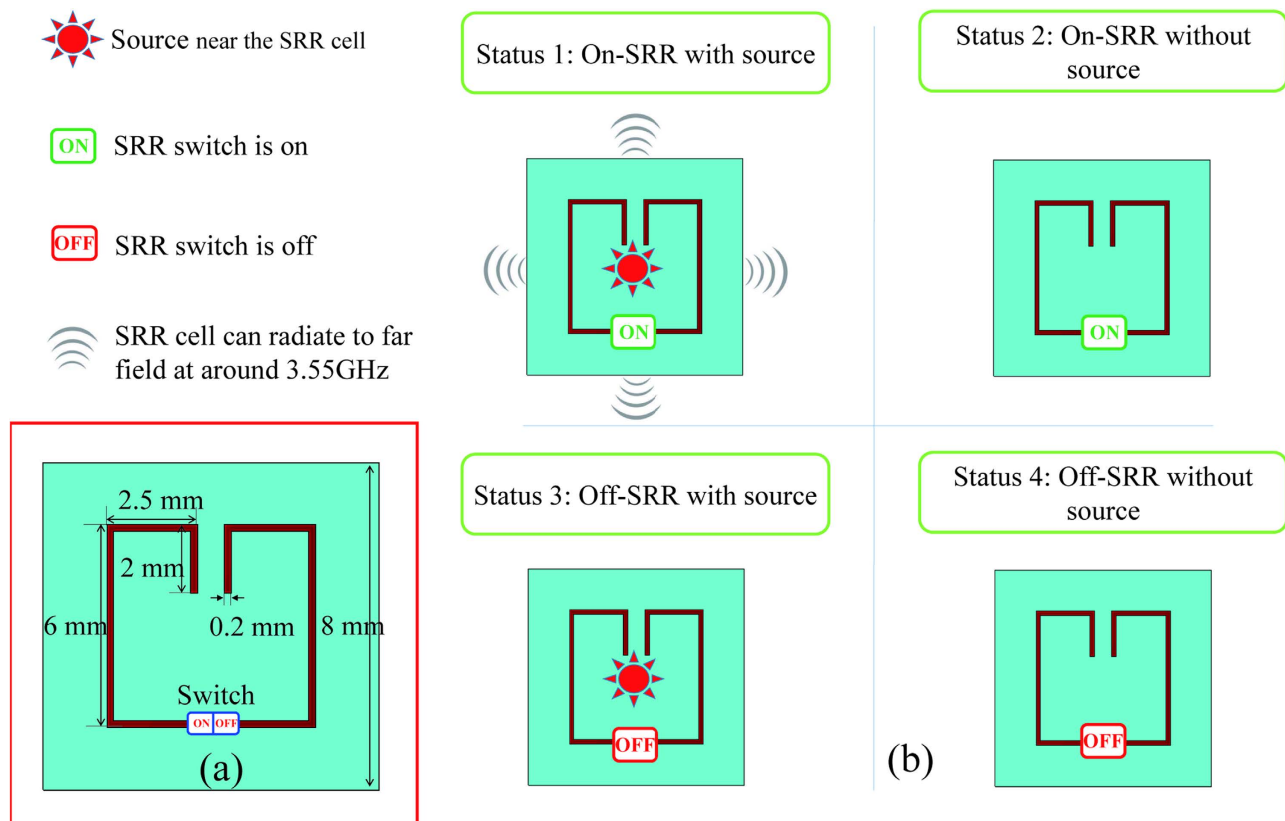 Source near the SRR cell
ON
SRR switch is on
OFF
SRR switch is off
SRR cell can radiate to far
field at around 3.55GHz
2.5 mm
2 mm
6 mm
0.2 mm
8 mm
Switch
ON OFF
(a)
Status 1: On-SRR with source
ON
Status 2: On-SRR without
source
ON
Status 3: Off-SRR with source
OFF
Status 4: Off-SRR without
source
OFF
(b)